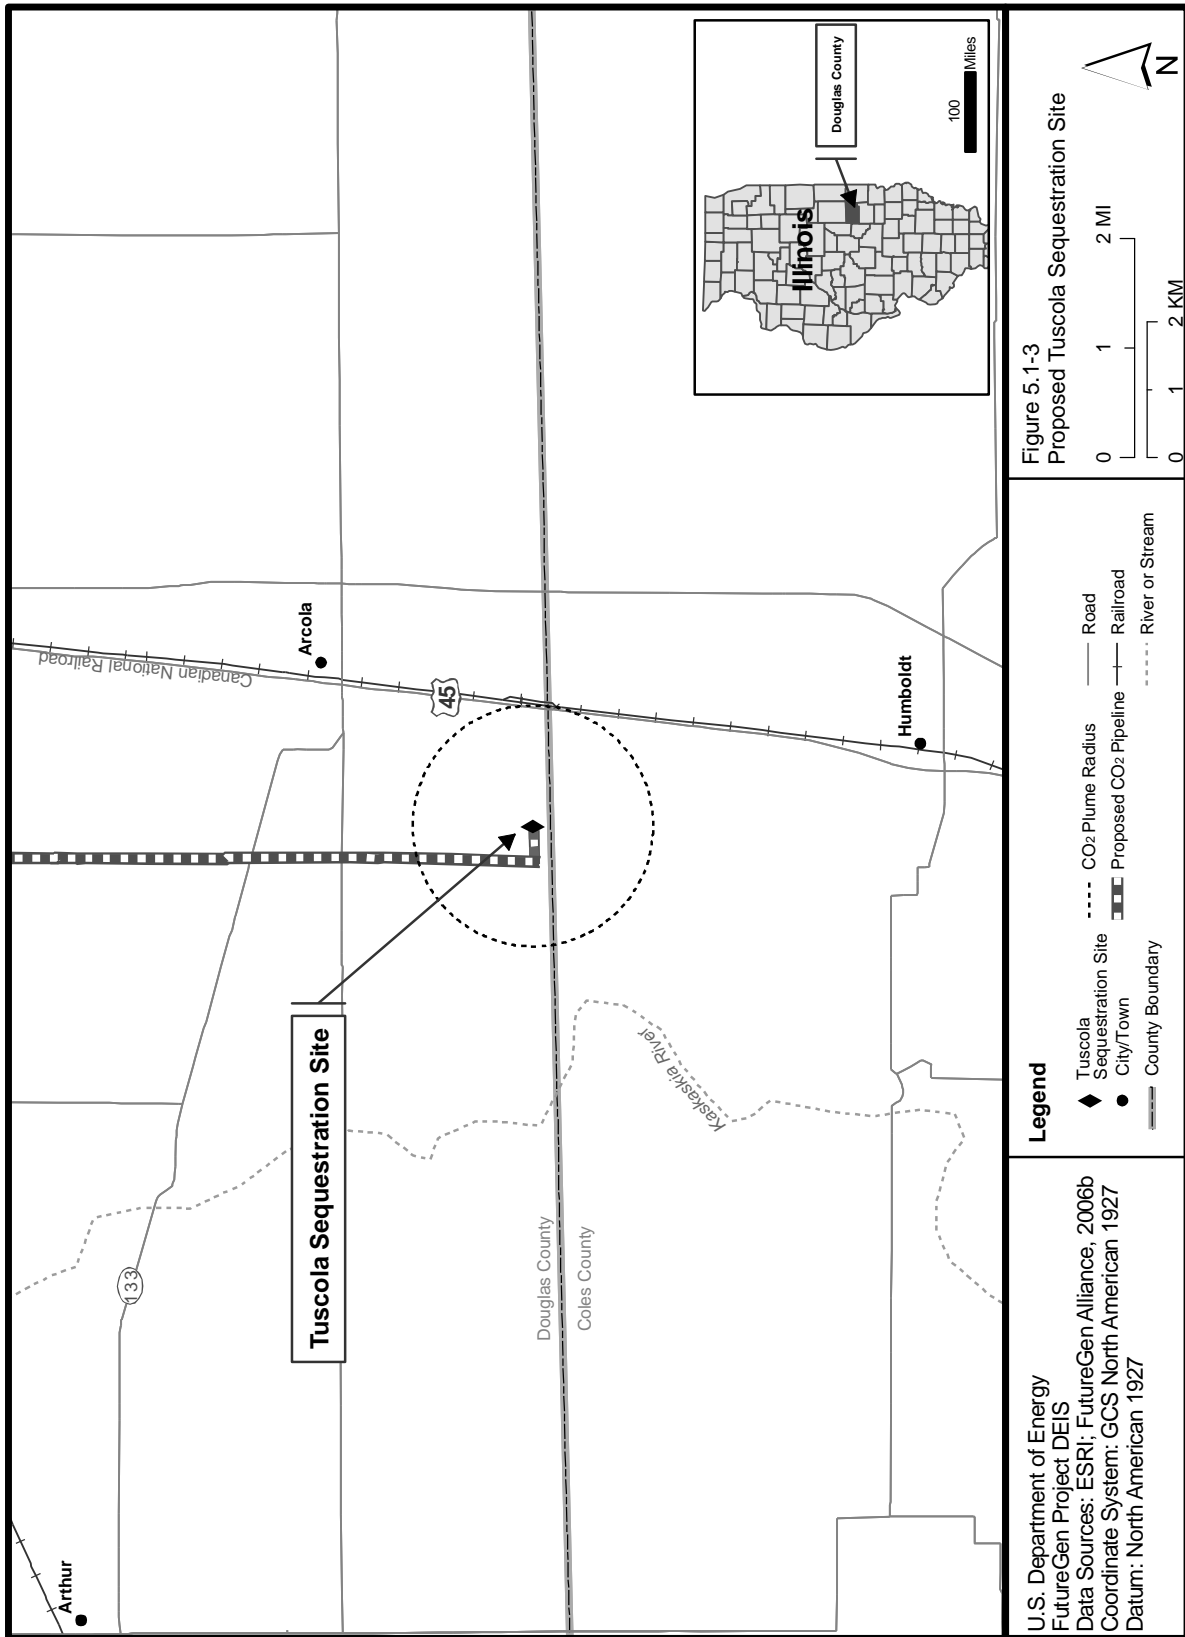 Arthur
133
Canadian National Railroad
Arcola
45
Tuscola Sequestration Site
Douglas County
Coles County
Kaskaskia River
Humboldt
Illinois
Douglas County
100
Miles
U.S. Department of Energy
FutureGen Project DEIS
Data Sources: ESRI; FutureGen Alliance, 2006b
Coordinate System: GCS North American 1927
Datum: North American 1927
Legend
Tuscola
Sequestration Site
City/Town
County Boundary
CO2 Plume Radius
Proposed CO2 Pipeline
Road
Railroad
River or Stream
Figure 5.1-3
Proposed Tuscola Sequestration Site
0 1 2 MI
0 1 2 KM
N